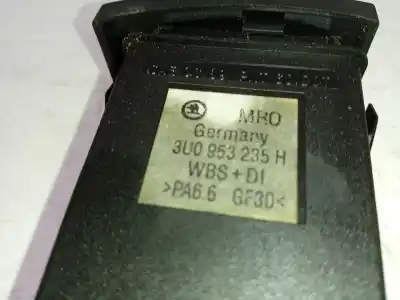 MRO
Germany
3U0 953 235 H
WBS+DI
>PA6.6 GF30<